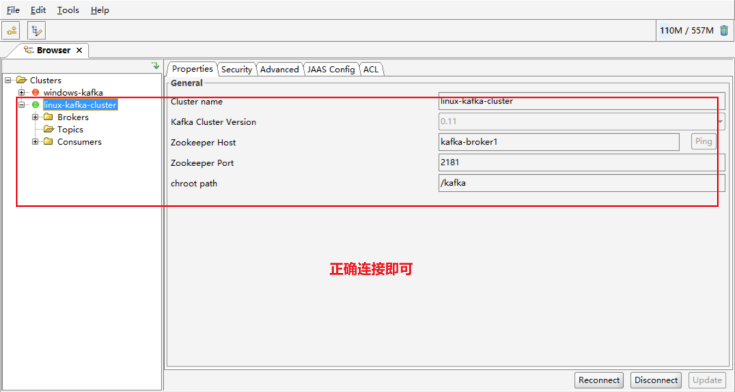 File Edit Tools Help
110M / 557M
Browser
Properties Security Advanced JAAS Config ACL
Clusters
windows-kafka
linux-kafka-cluster
Brokers
Topics
Consumers
General
Cluster name linux-kafka-cluster
Kafka Cluster Version 0.11
Zookeeper Host kafka-broker1 Ping
Zookeeper Port 2181
chroot path /kafka
正确连接即可
Reconnect Disconnect Update